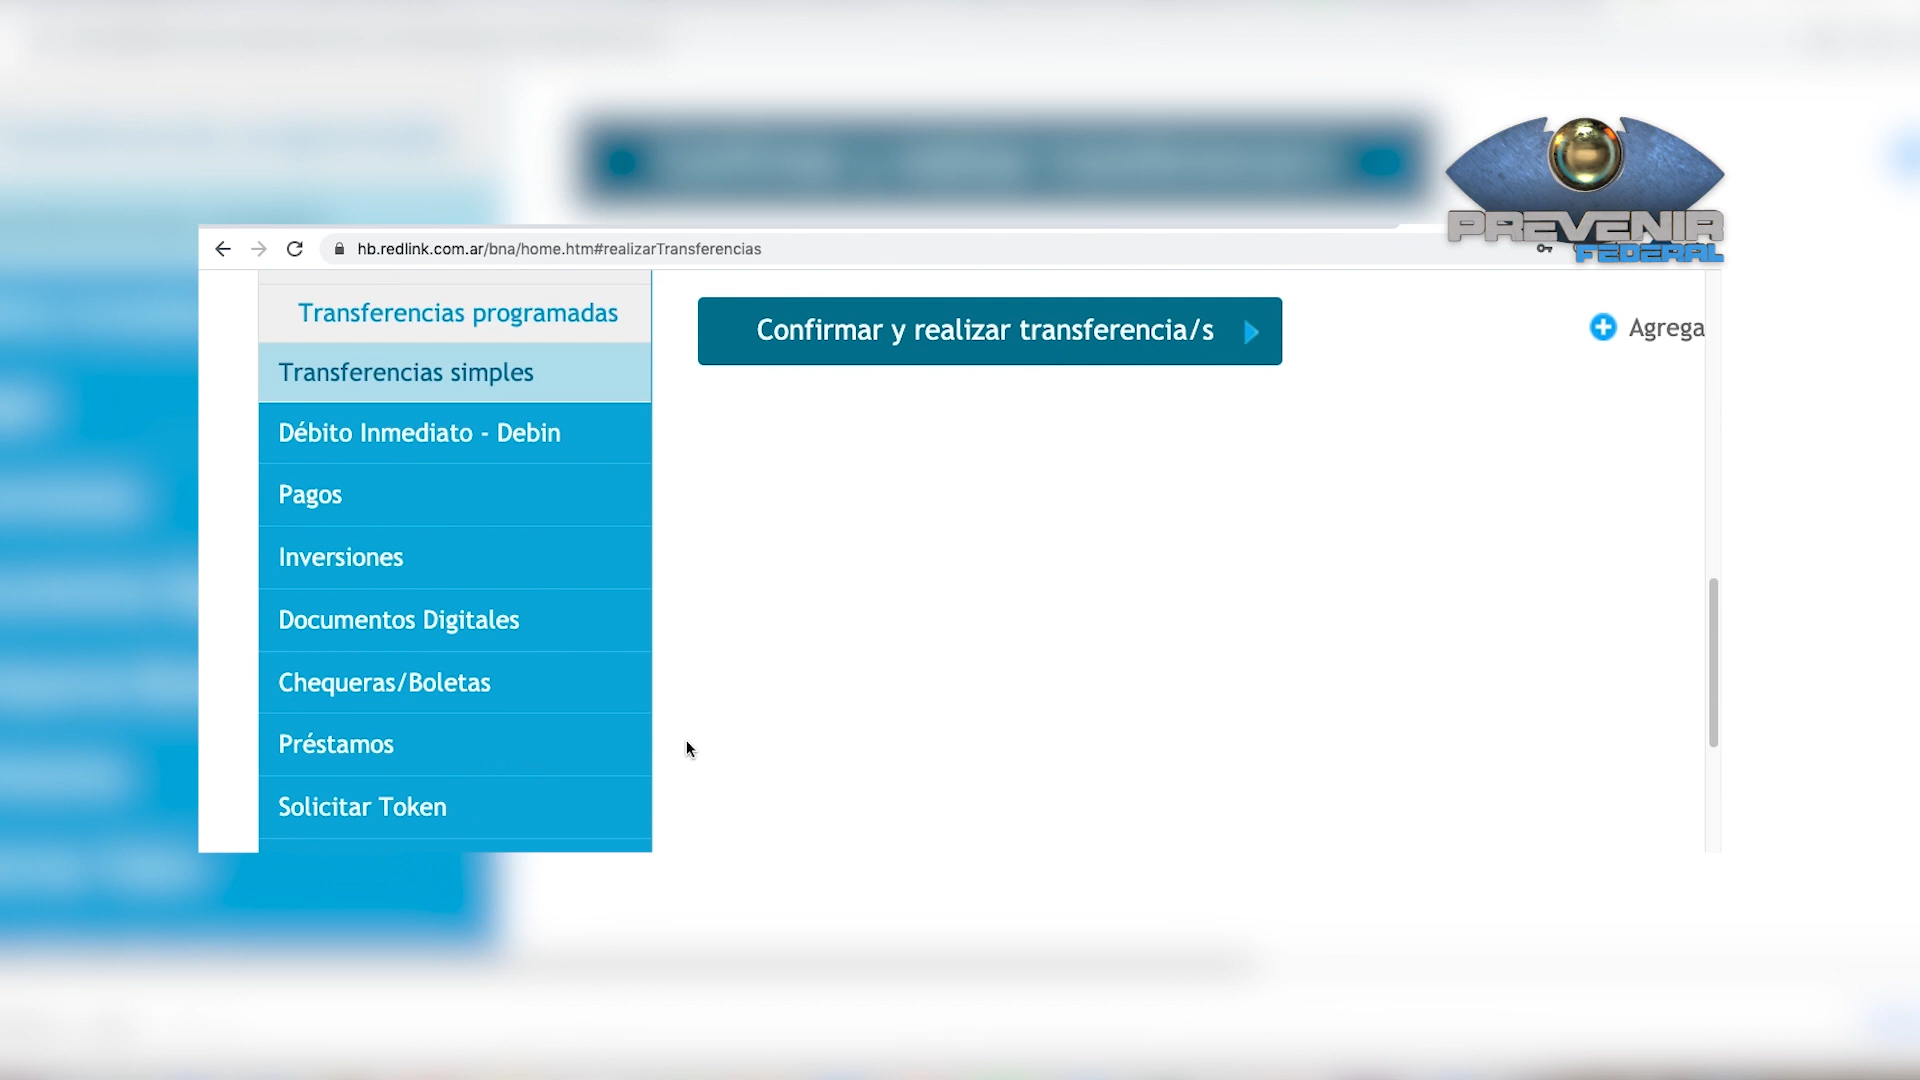 PREVENIR
FEDERAL
hb.redlink.com.ar/bna/home.htm#realizarTransferencias
Transferencias programadas
Confirmar y realizar transferencia/s
Agrega
Transferencias simples
Débito Inmediato - Debin
Pagos
Inversiones
Documentos Digitales
Chequeras/Boletas
Préstamos
Solicitar Token